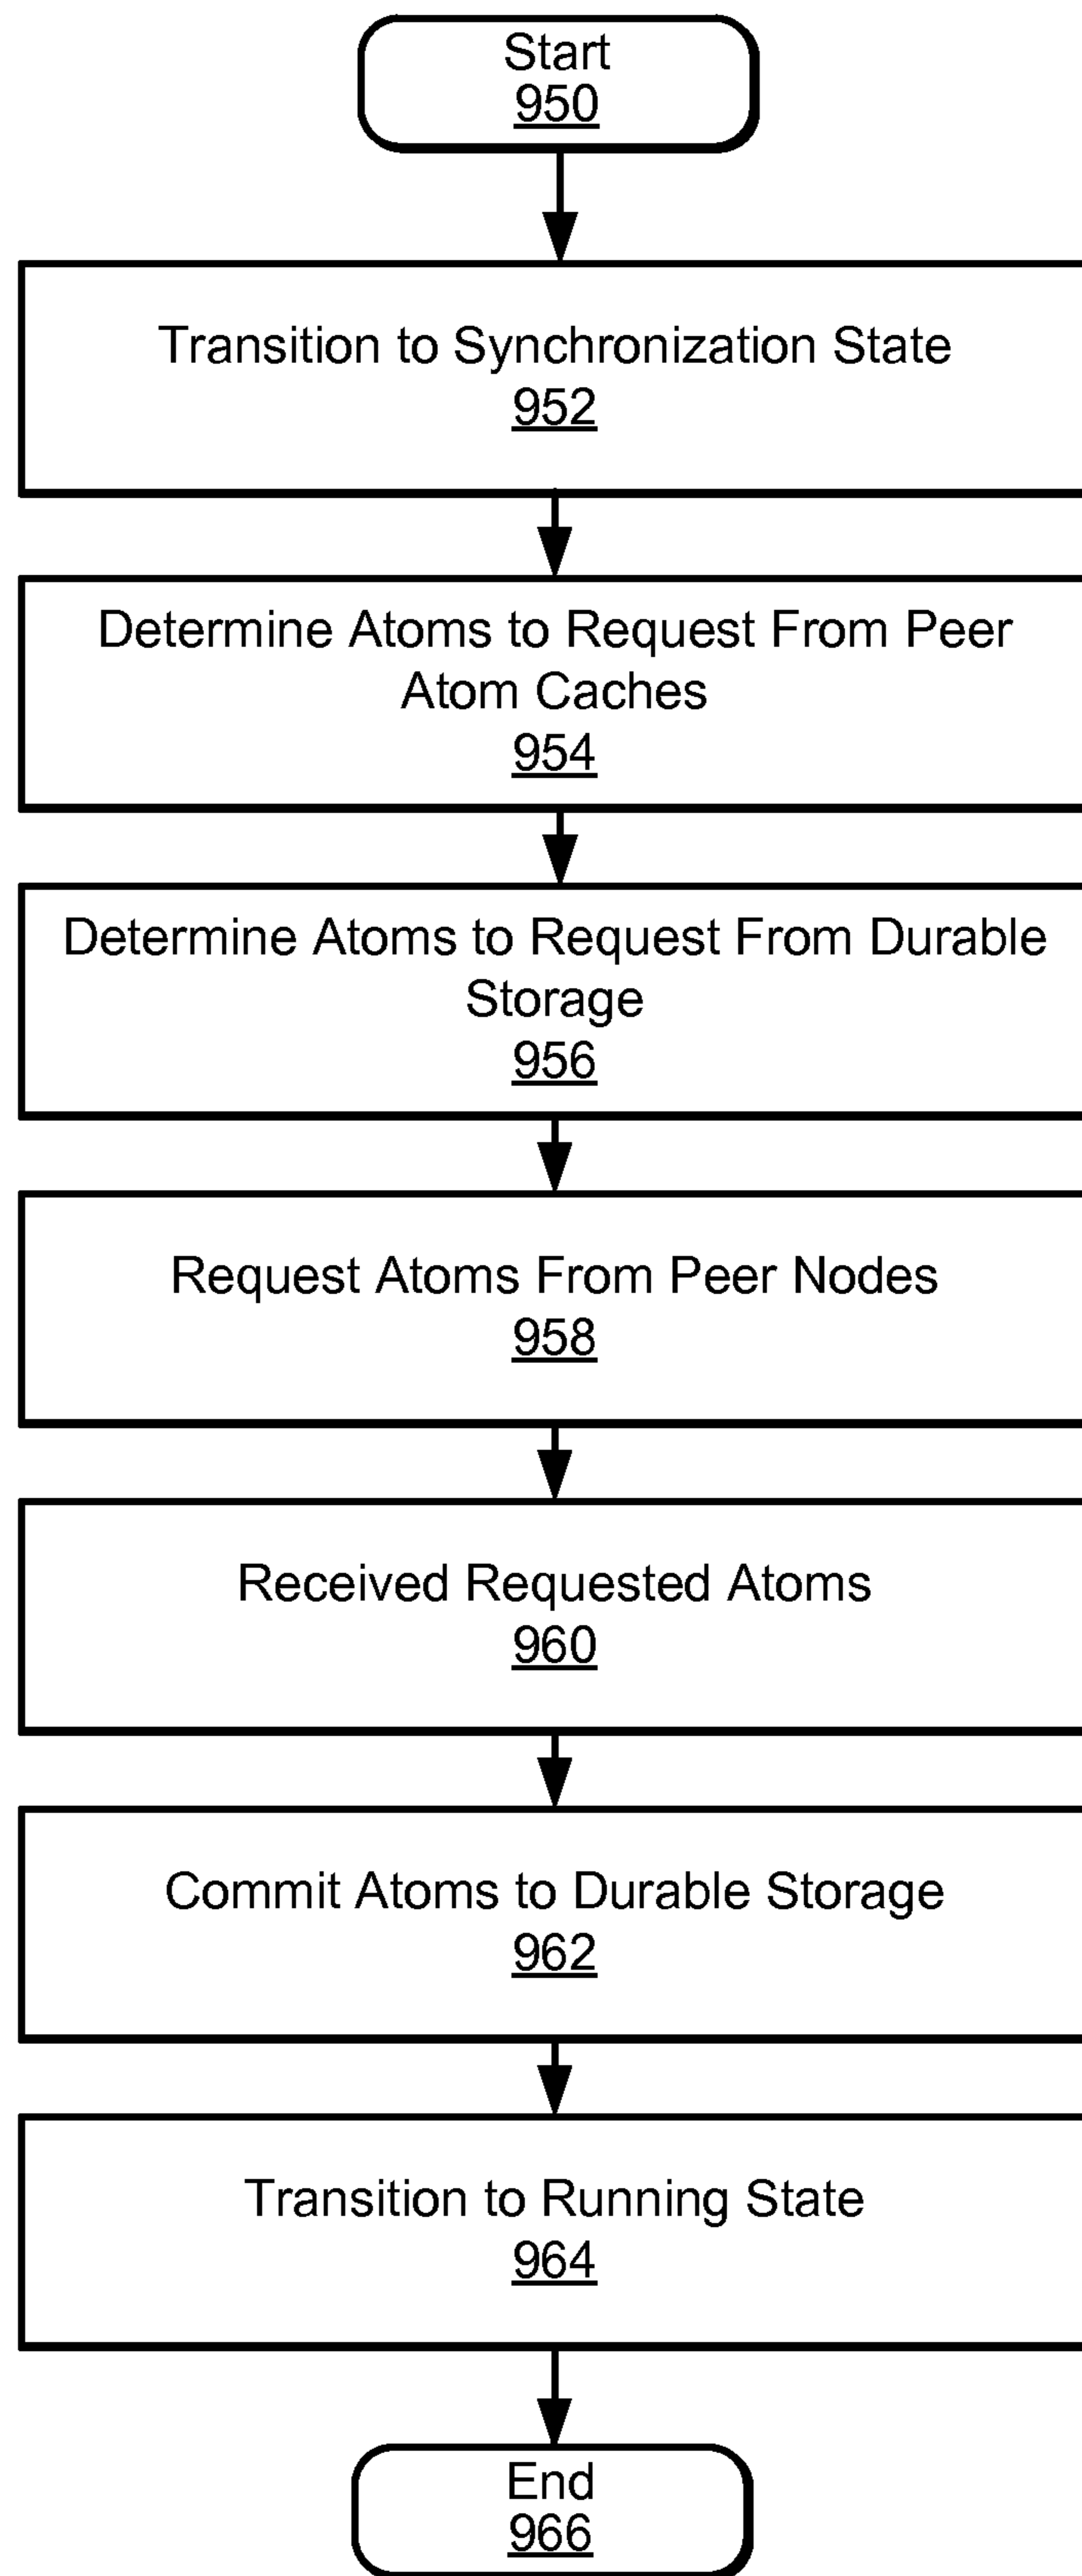 Start
950
Transition to Synchronization State
952
Determine Atoms to Request From Peer
Atom Caches
954
Determine Atoms to Request From Durable
Storage
956
Request Atoms From Peer Nodes
958
Received Requested Atoms
960
Commit Atoms to Durable Storage
962
Transition to Running State
964
End
966